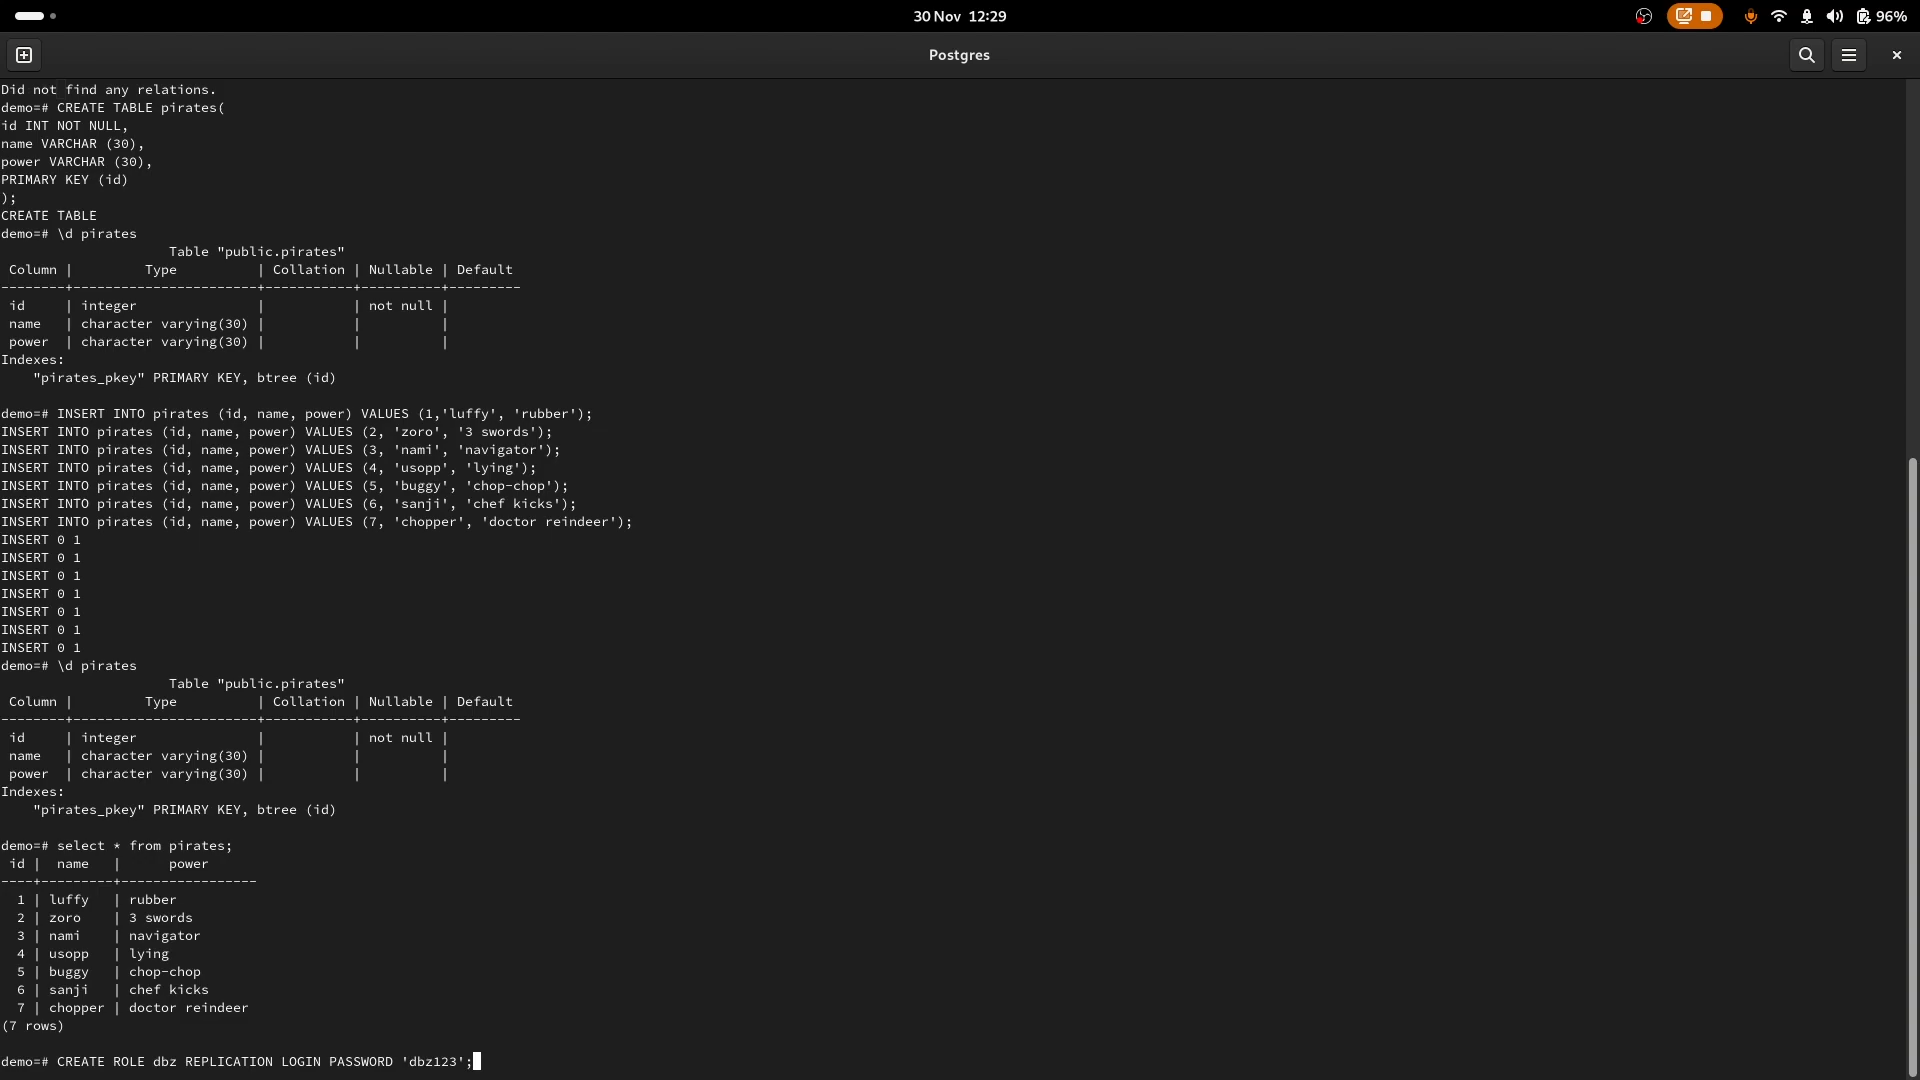 30 Nov 12:29
96%
Postgres
Did not find any relations.
demo=# CREATE TABLE pirates(
id INT NOT NULL,
name VARCHAR (30),
power VARCHAR (30),
PRIMARY KEY (id)
);
CREATE TABLE
demo=# \d pirates
                     Table "public.pirates"
 Column |         Type          | Collation | Nullable | Default
--------+-----------------------+-----------+----------+---------
 id     | integer               |           | not null |
 name   | character varying(30) |           |          |
 power  | character varying(30) |           |          |
Indexes:
    "pirates_pkey" PRIMARY KEY, btree (id)
demo=# INSERT INTO pirates (id, name, power) VALUES (1,'luffy', 'rubber');
INSERT INTO pirates (id, name, power) VALUES (2, 'zoro', '3 swords');
INSERT INTO pirates (id, name, power) VALUES (3, 'nami', 'navigator');
INSERT INTO pirates (id, name, power) VALUES (4, 'usopp', 'lying');
INSERT INTO pirates (id, name, power) VALUES (5, 'buggy', 'chop-chop');
INSERT INTO pirates (id, name, power) VALUES (6, 'sanji', 'chef kicks');
INSERT INTO pirates (id, name, power) VALUES (7, 'chopper', 'doctor reindeer');
INSERT 0 1
INSERT 0 1
INSERT 0 1
INSERT 0 1
INSERT 0 1
INSERT 0 1
INSERT 0 1
demo=# \d pirates
                     Table "public.pirates"
 Column |         Type          | Collation | Nullable | Default
--------+-----------------------+-----------+----------+---------
 id     | integer               |           | not null |
 name   | character varying(30) |           |          |
 power  | character varying(30) |           |          |
Indexes:
    "pirates_pkey" PRIMARY KEY, btree (id)
demo=# select * from pirates;
 id |  name   |      power
----+---------+-----------------
  1 | luffy   | rubber
  2 | zoro    | 3 swords
  3 | nami    | navigator
  4 | usopp   | lying
  5 | buggy   | chop-chop
  6 | sanji   | chef kicks
  7 | chopper | doctor reindeer
(7 rows)
demo=# CREATE ROLE dbz REPLICATION LOGIN PASSWORD 'dbz123';